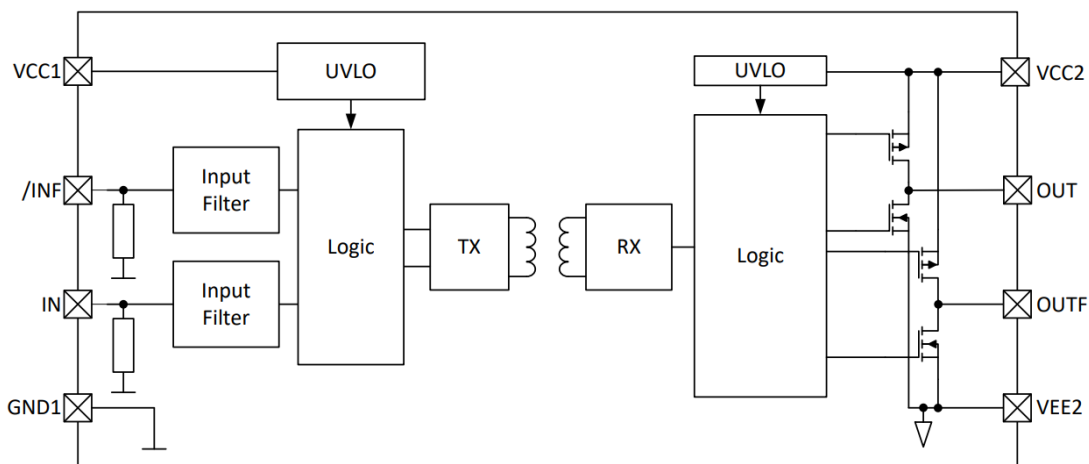 VCC1
UVLO
UVLO
VCC2
/INF
Input
Filter
OUT
Logic
TX
RX
Logic
IN
Input
Filter
OUTF
GND1
VEE2